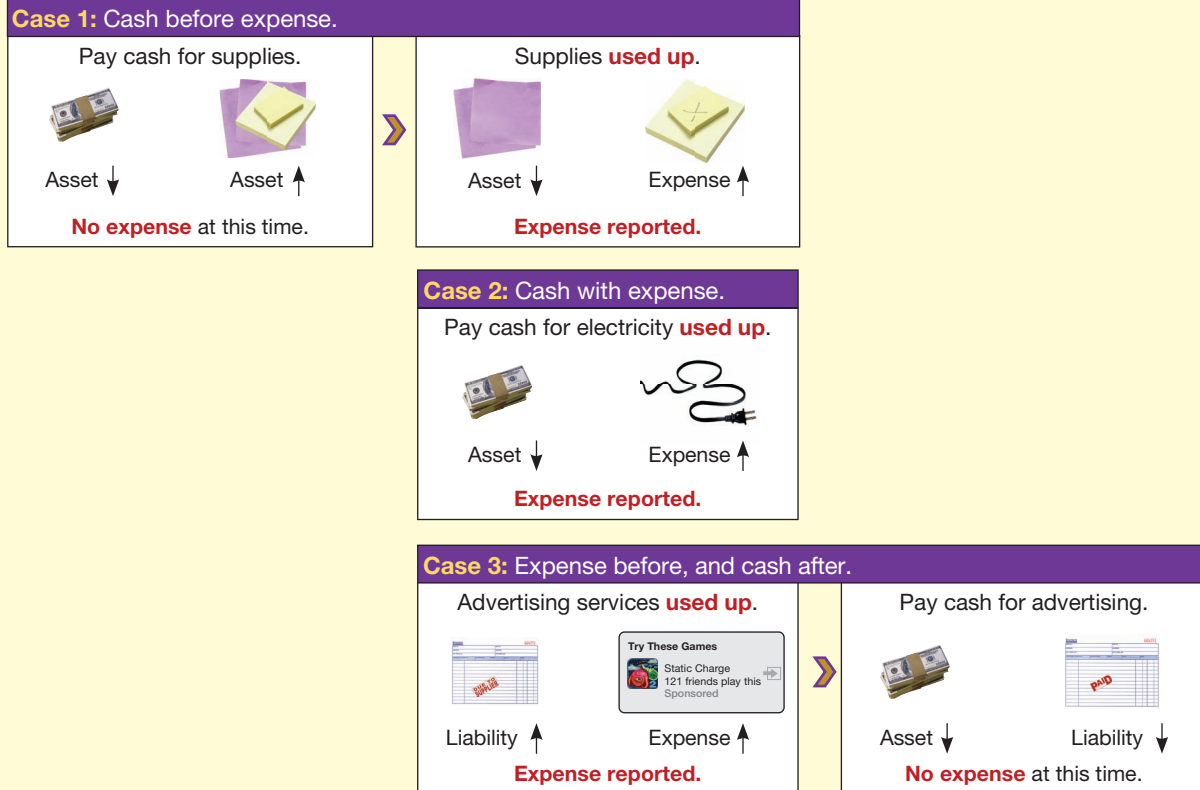 Case 1: Cash before expense.
Pay cash for supplies.
Asset
Asset
No expense at this time.
Supplies used up.
Asset
Expense
Expense reported.
Case 2: Cash with expense.
Pay cash for electricity used up.
Asset
Expense
Expense reported.
Case 3: Expense before, and cash after.
Advertising services used up.
DUE TO
SUPPLIER
Try These Games
Static Charge
121 friends play this
Sponsored
Liability
Expense
Expense reported.
Pay cash for advertising.
PAID
Asset
Liability
No expense at this time.